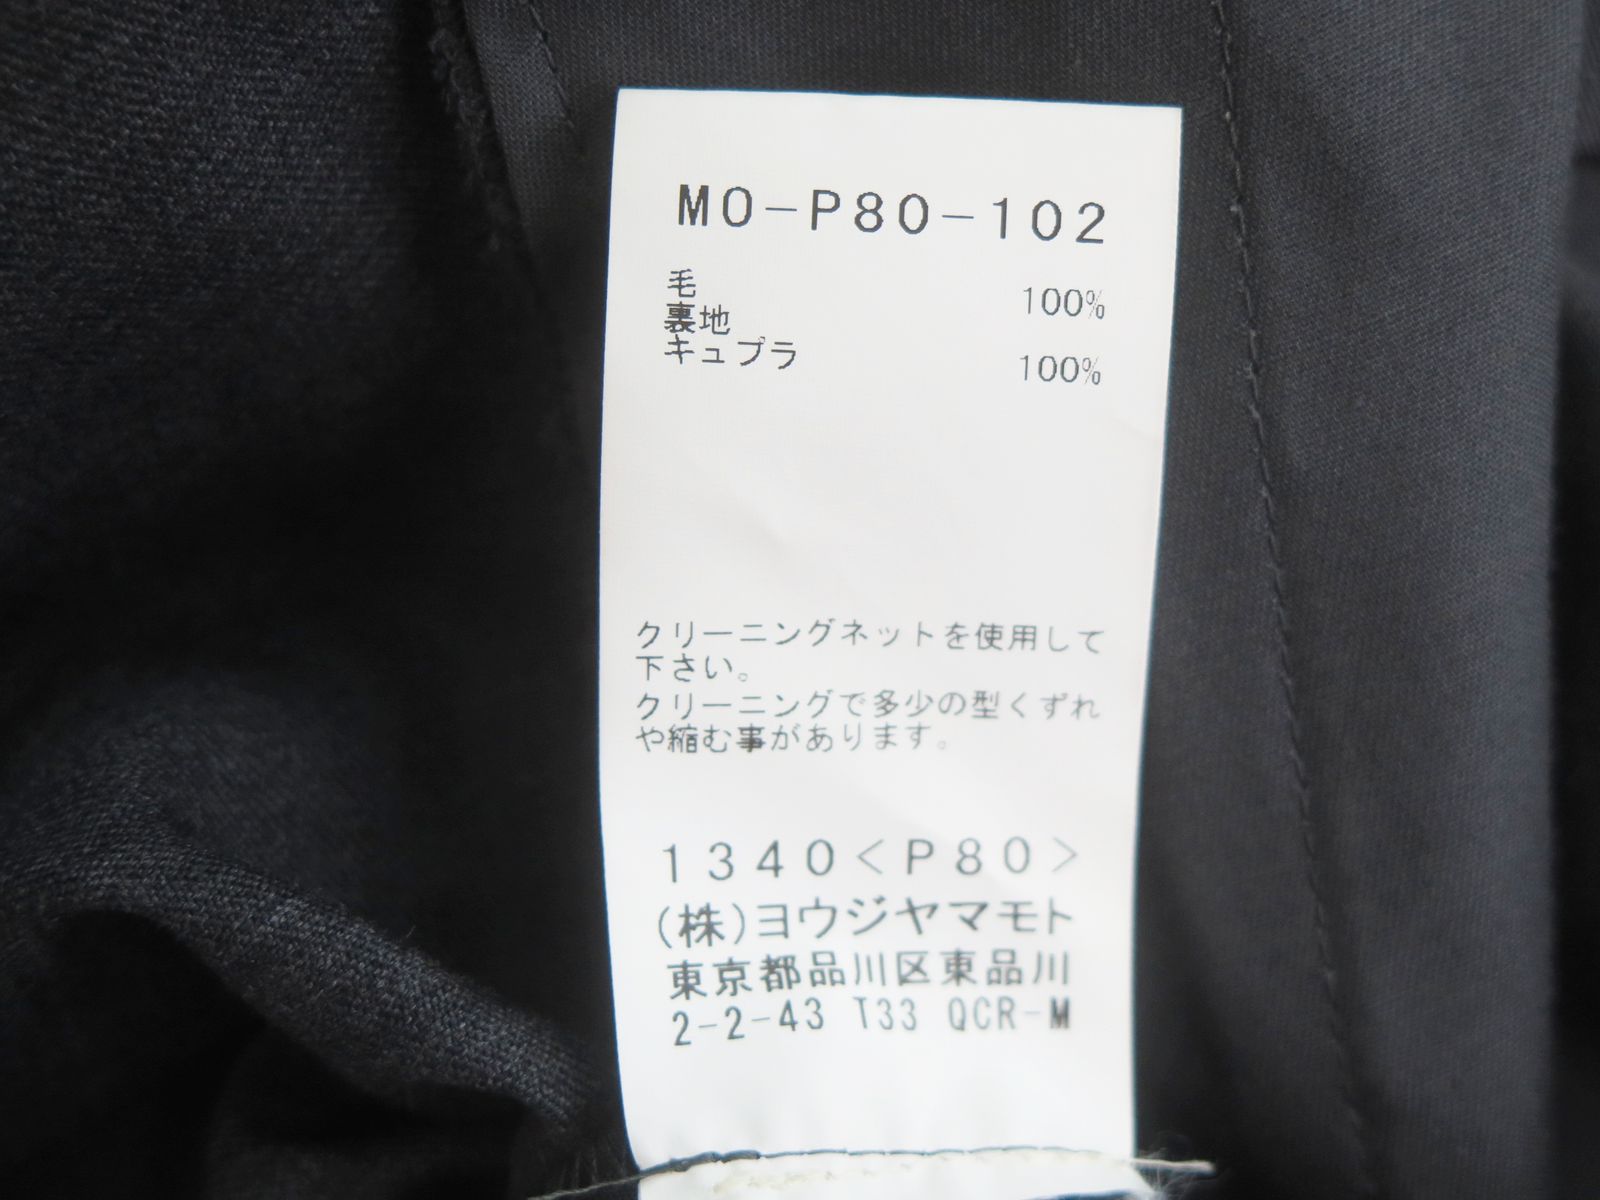 MO-P80-102
毛 100%
裏地
キュプラ 100%
クリーニングネットを使用して
下さい。
クリーニングで多少の型くずれ
や縮む事があります。
1340<P80>
(株)ヨウジヤマモト
東京都品川区東品川
2-2-43 T33 QCR-M